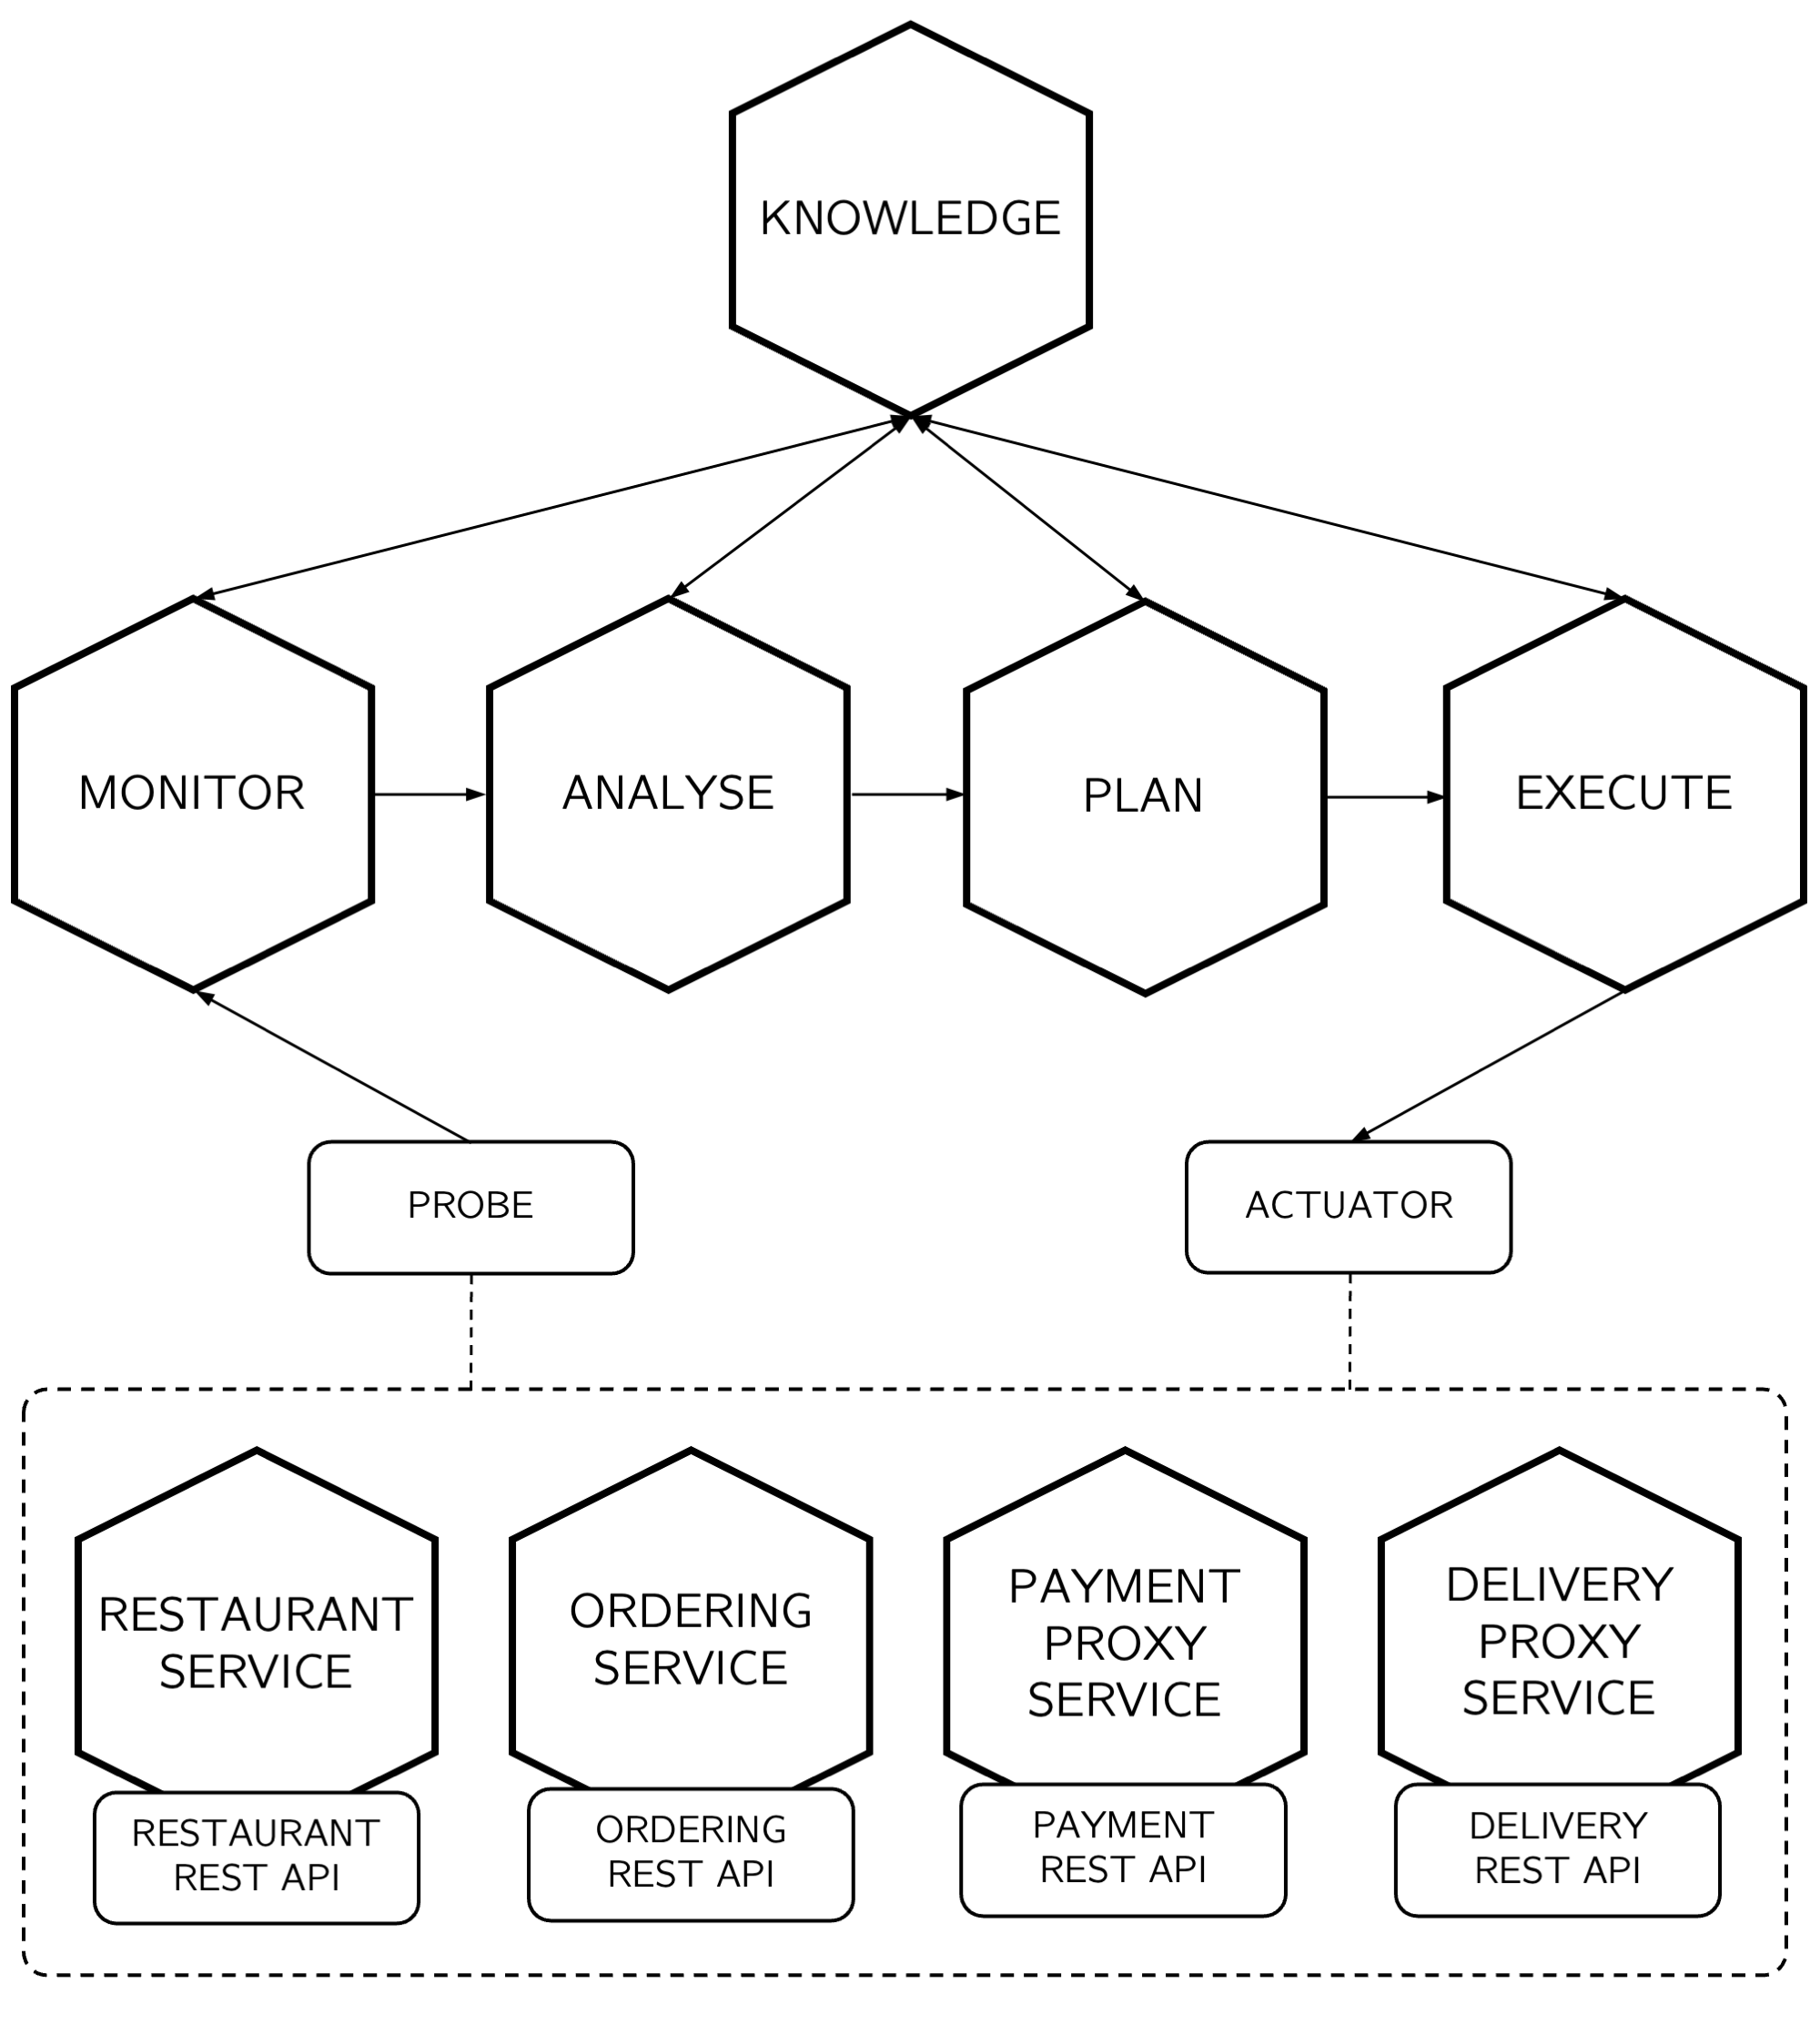 KNOWLEDGE
MONITOR
ANALYSE
PLAN
EXECUTE
PROBE
ACTUATOR
RESTAURANT
SERVICE
ORDERING
SERVICE
PAYMENT
PROXY
SERVICE
DELIVERY
PROXY
SERVICE
RESTAURANT
REST API
ORDERING
REST API
PAYMENT
REST API
DELIVERY
REST API